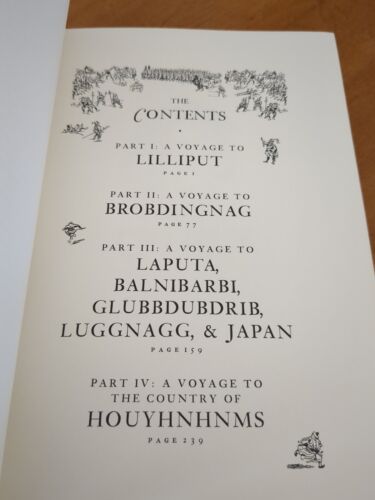 THE
CONTENTS
PART I: A VOYAGE TO
LILLIPUT
PAGE 1
PART II: A VOYAGE TO
BROBDINGNAG
PAGE 77
PART III: A VOYAGE TO
LAPUTA,
BALNIBARBI,
GLUBBDUBDRIB,
LUGGNAGG, & JAPAN
PAGE 159
PART IV: A VOYAGE TO
THE COUNTRY OF
HOUYHNHNMS
PAGE 239